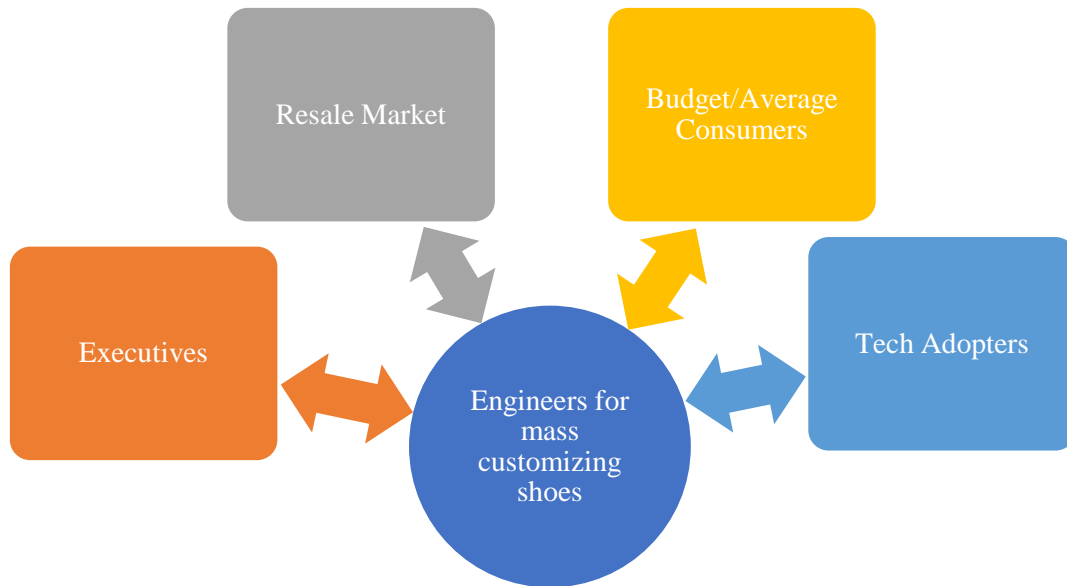 Resale Market
Budget/Average
Consumers
Executives
Tech Adopters
Engineers for
mass
customizing
shoes